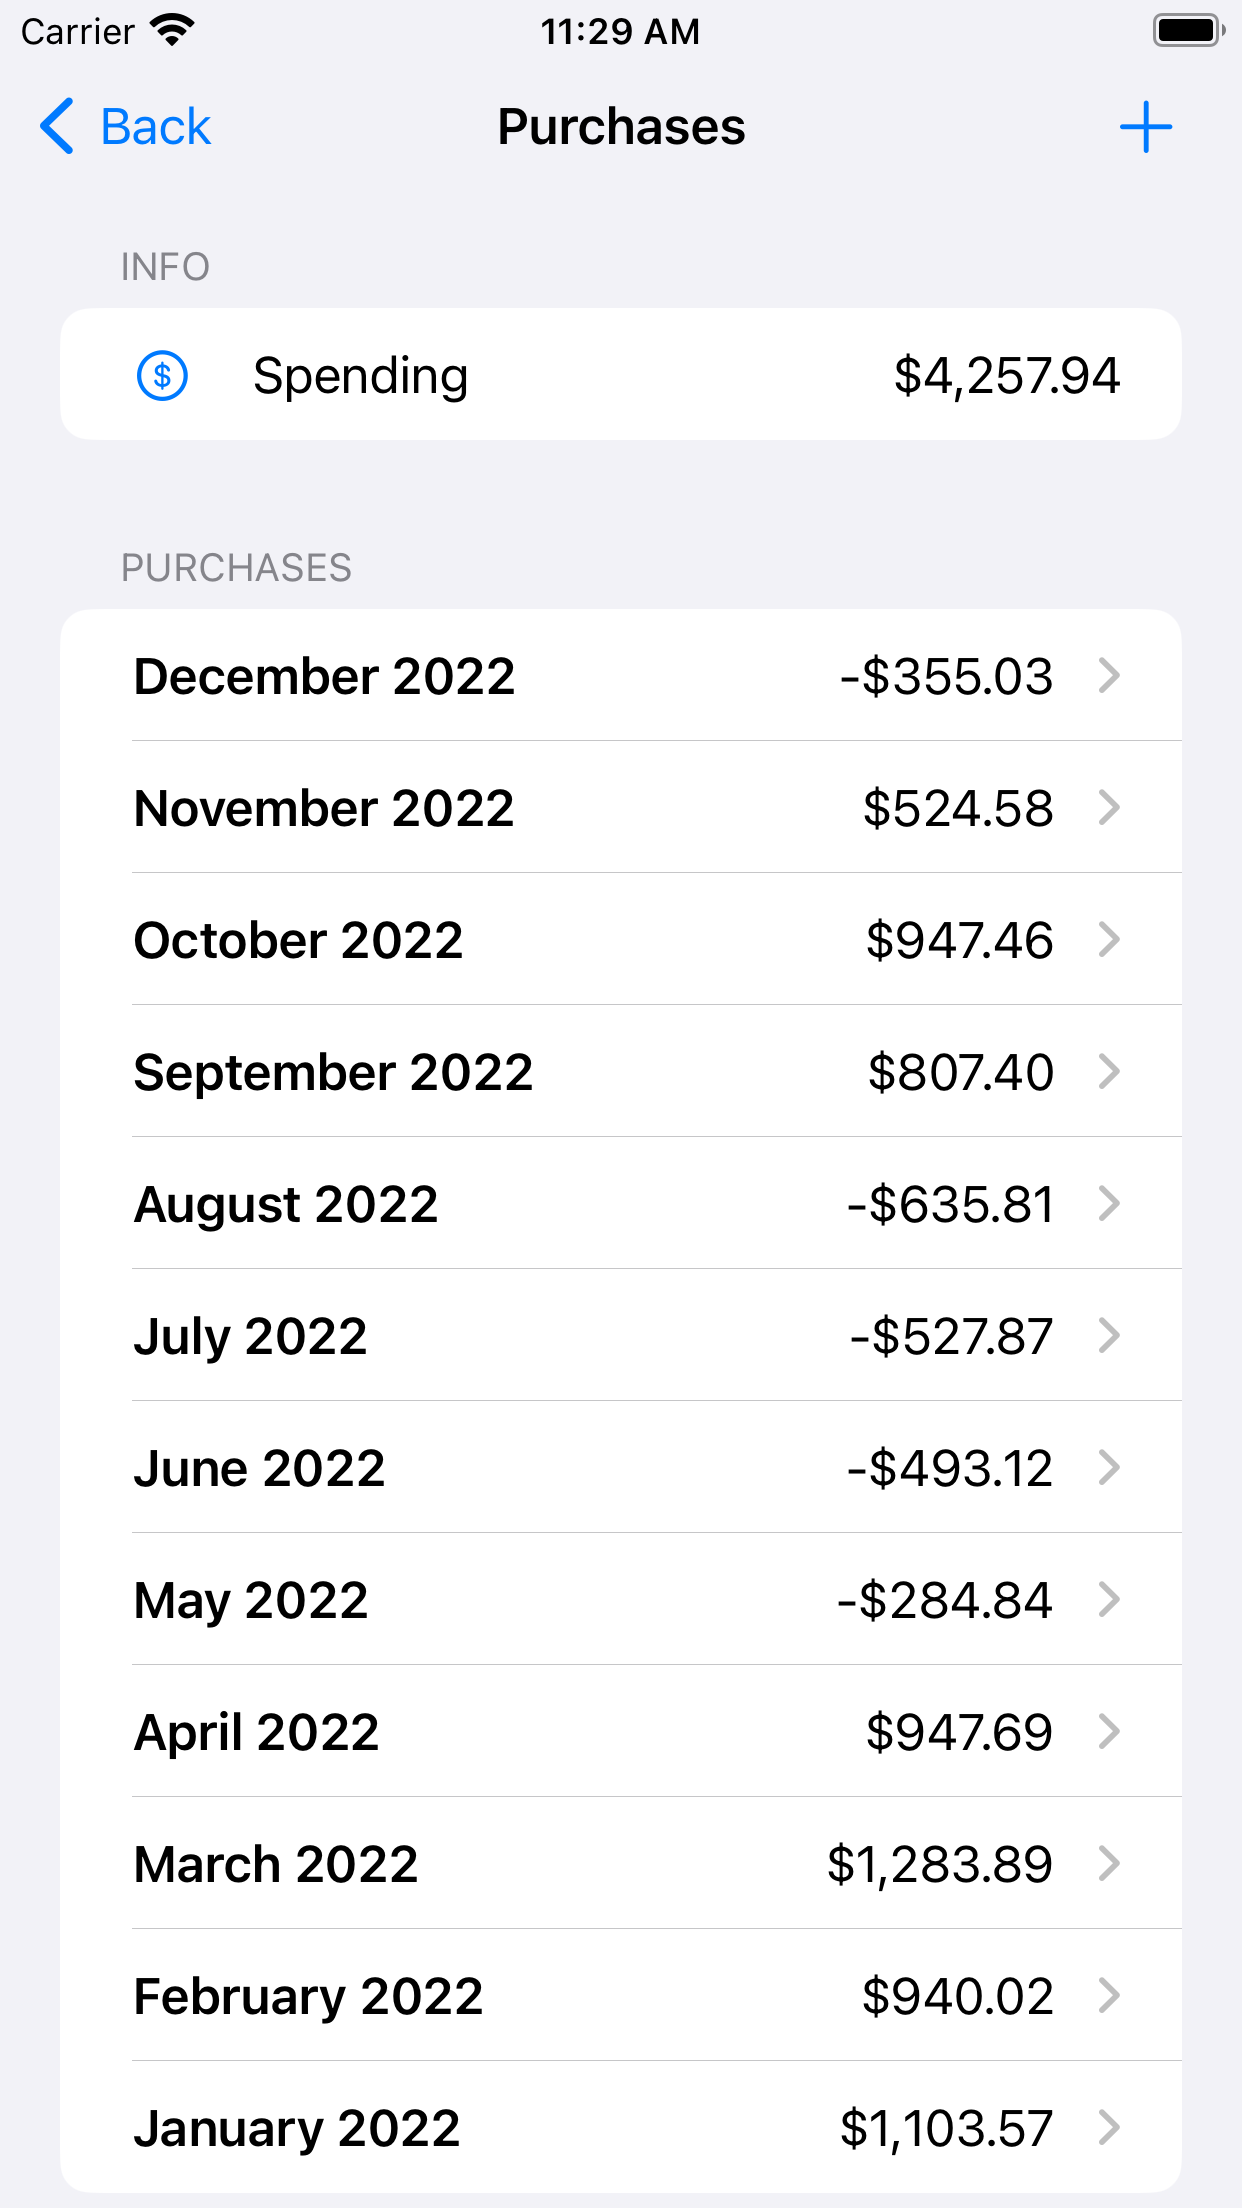 Carrier 11:29 AM
Back Purchases
INFO
Spending $4,257.94
PURCHASES
December 2022 -$355.03
November 2022 $524.58
October 2022 $947.46
September 2022 $807.40
August 2022 -$635.81
July 2022 -$527.87
June 2022 -$493.12
May 2022 -$284.84
April 2022 $947.69
March 2022 $1,283.89
February 2022 $940.02
January 2022 $1,103.57